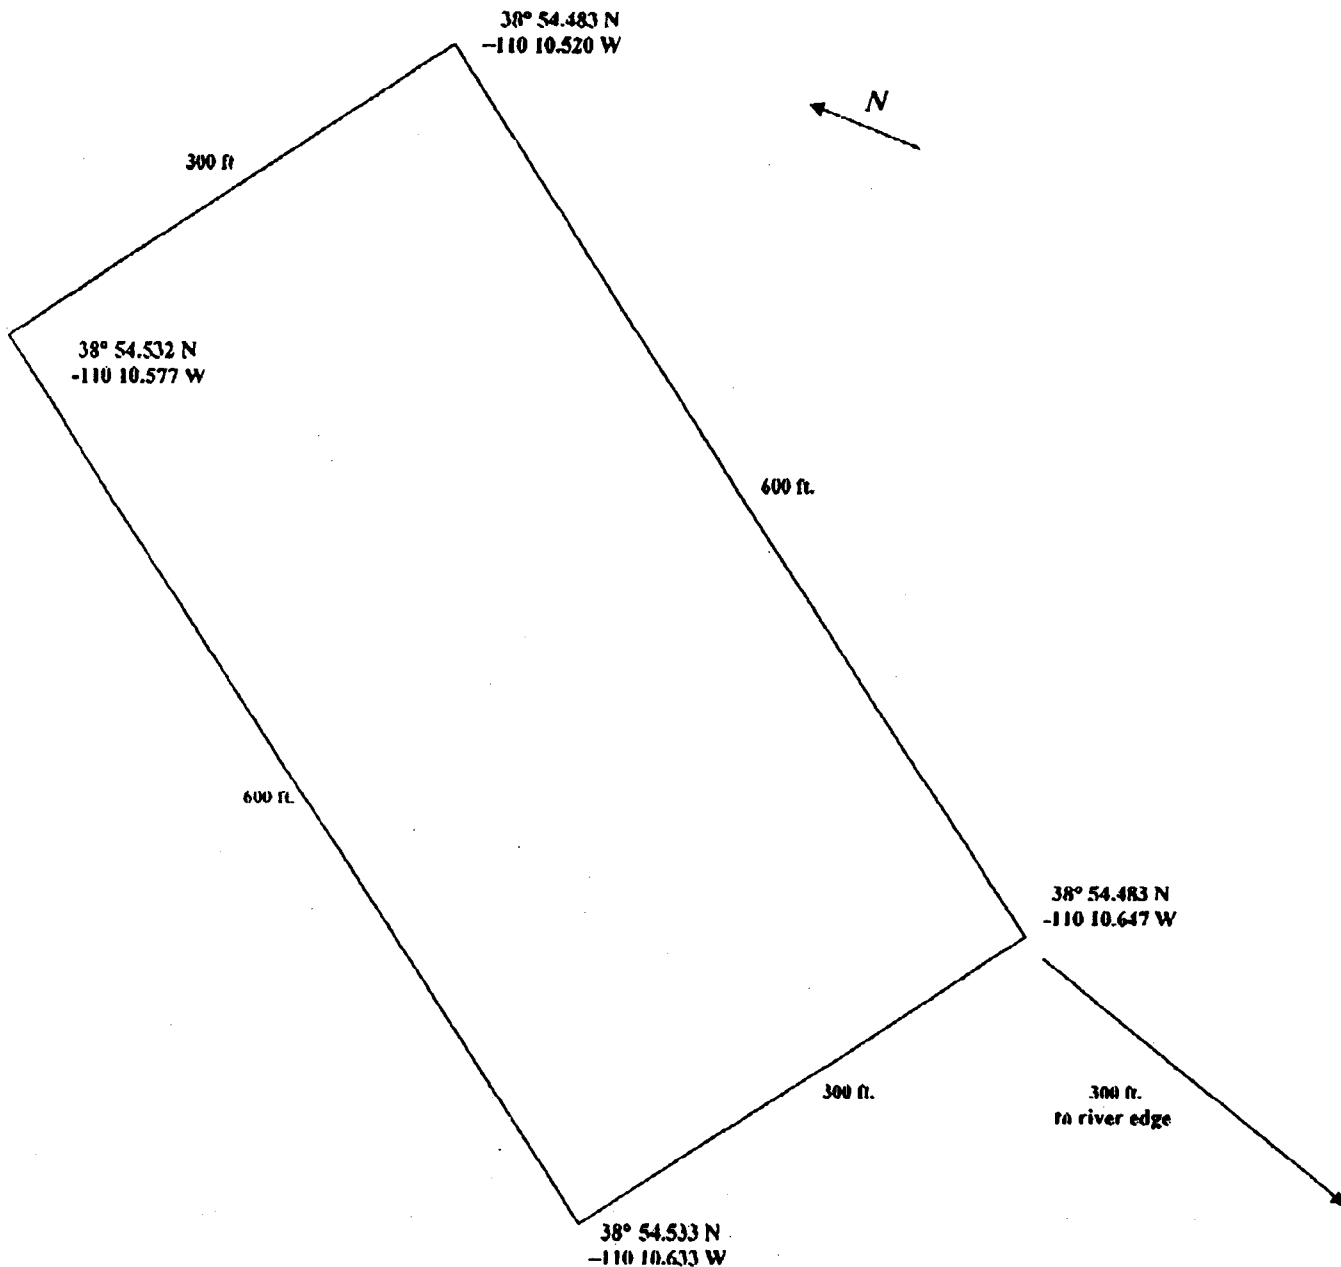 38° 54.483 N
–110 10.520 W
N
300 ft
38° 54.532 N
-110 10.577 W
600 ft.
600 ft.
38° 54.483 N
-110 10.647 W
300 ft.
300 ft.
to river edge
38° 54.533 N
–110 10.633 W